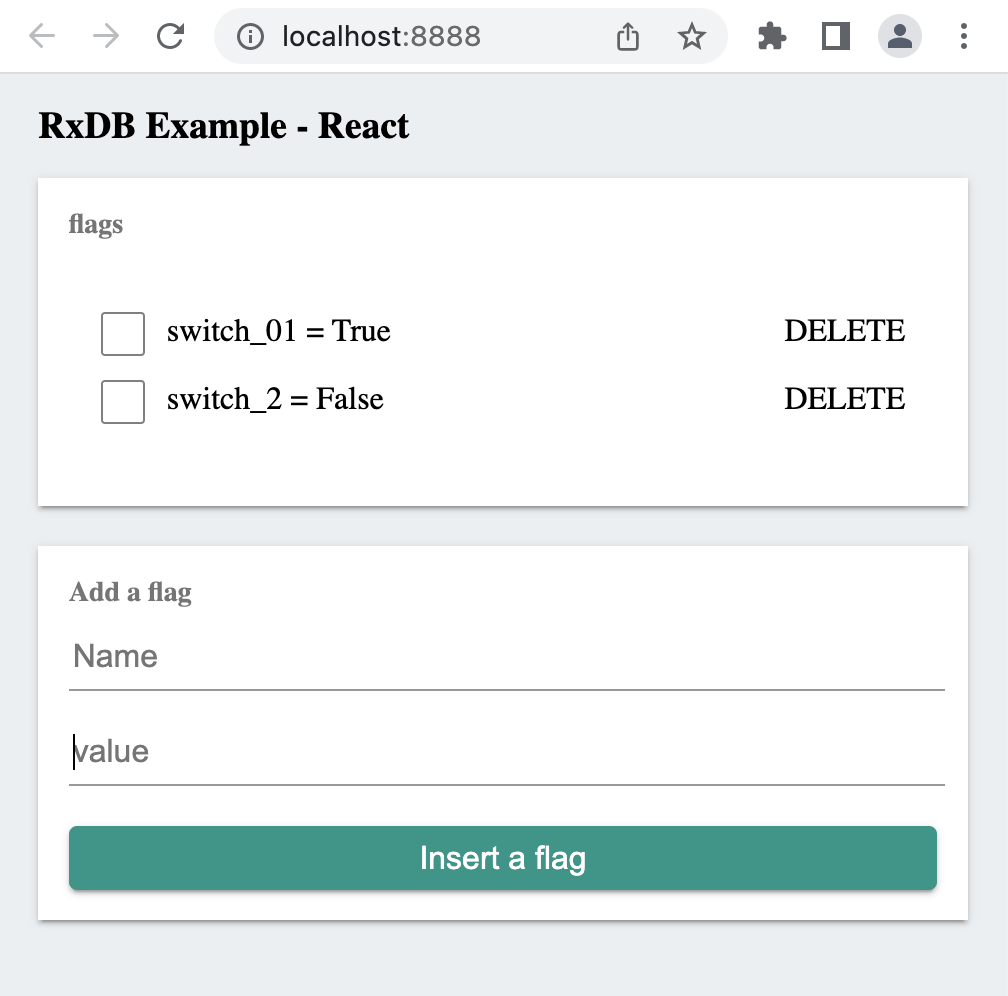 localhost:8888
RxDB Example - React
flags
switch_01 = True DELETE
switch_2 = False DELETE
Add a flag
Name
value
Insert a flag